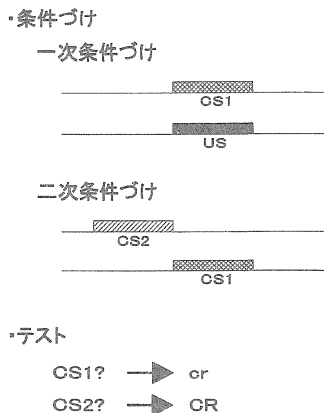 ・条件づけ
一次条件づけ
CS1
US
二次条件づけ
CS2
CS1
・テスト
CS1? cr
CS2? CR